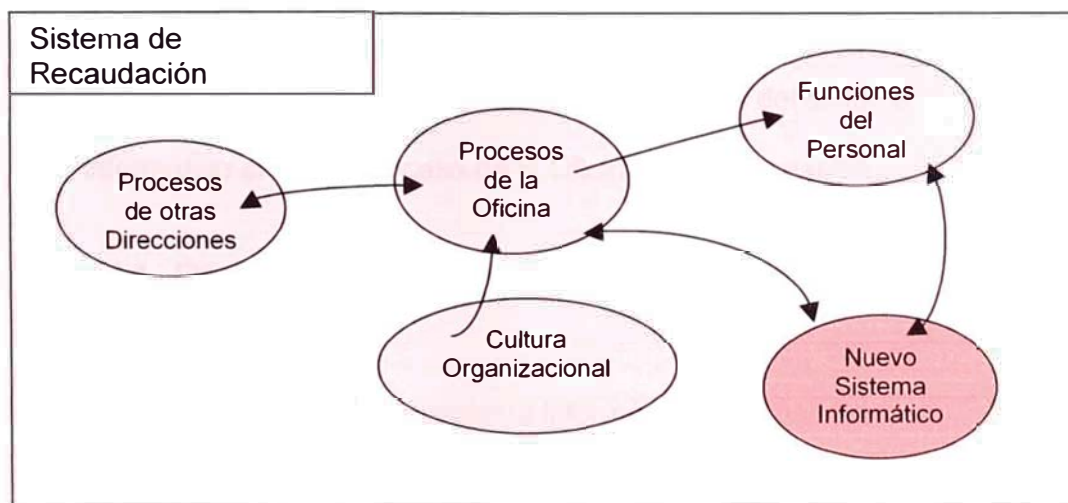 Sistema de
Recaudación
Funciones
del
Personal
Procesos
de la
Oficina
Procesos
de otras
Direcciones
Cultura
Organizacional
Nuevo
Sistema
Informático